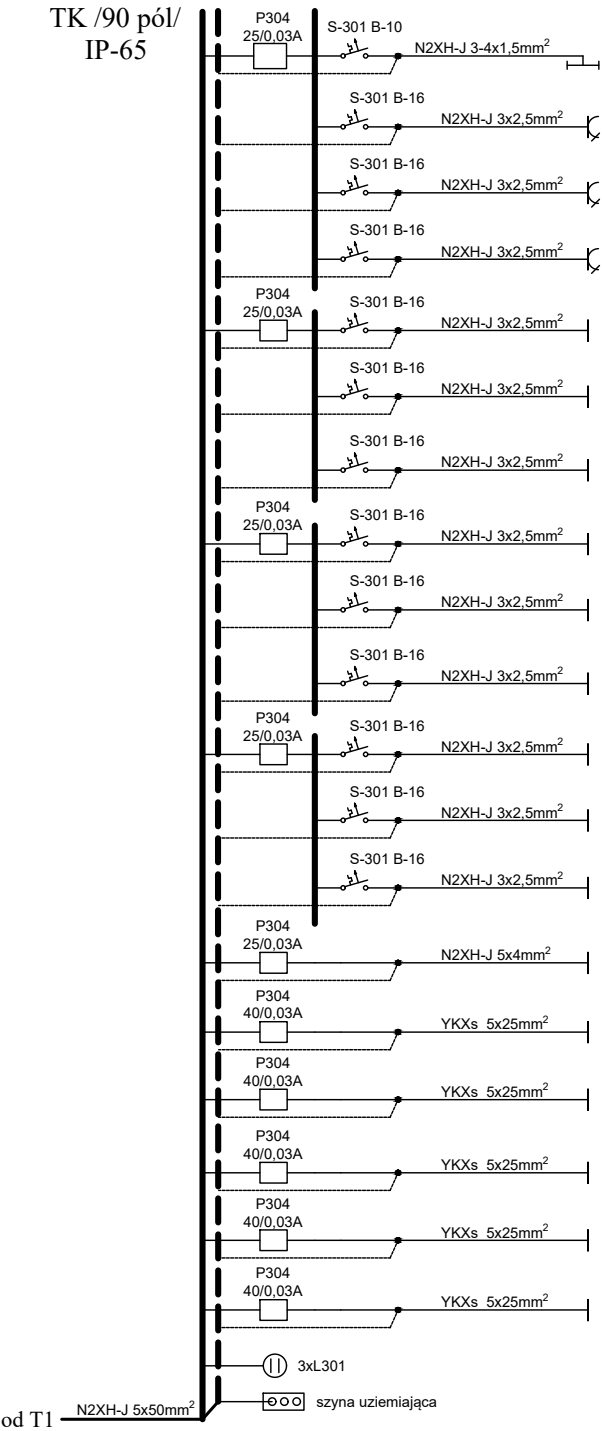 TK /90 pól/
IP-65
P304
25/0,03A
S-301 B-10
N2XH-J 3-4x1,5mm²
S-301 B-16
N2XH-J 3x2,5mm²
S-301 B-16
N2XH-J 3x2,5mm²
S-301 B-16
N2XH-J 3x2,5mm²
P304
25/0,03A
S-301 B-16
N2XH-J 3x2,5mm²
S-301 B-16
N2XH-J 3x2,5mm²
S-301 B-16
N2XH-J 3x2,5mm²
P304
25/0,03A
S-301 B-16
N2XH-J 3x2,5mm²
S-301 B-16
N2XH-J 3x2,5mm²
S-301 B-16
N2XH-J 3x2,5mm²
P304
25/0,03A
S-301 B-16
N2XH-J 3x2,5mm²
S-301 B-16
N2XH-J 3x2,5mm²
S-301 B-16
N2XH-J 3x2,5mm²
P304
25/0,03A
N2XH-J 5x4mm²
P304
40/0,03A
YKXs 5x25mm²
P304
40/0,03A
YKXs 5x25mm²
P304
40/0,03A
YKXs 5x25mm²
P304
40/0,03A
YKXs 5x25mm²
P304
40/0,03A
YKXs 5x25mm²
3xL301
szyna uziemiająca
od T1
N2XH-J 5x50mm²